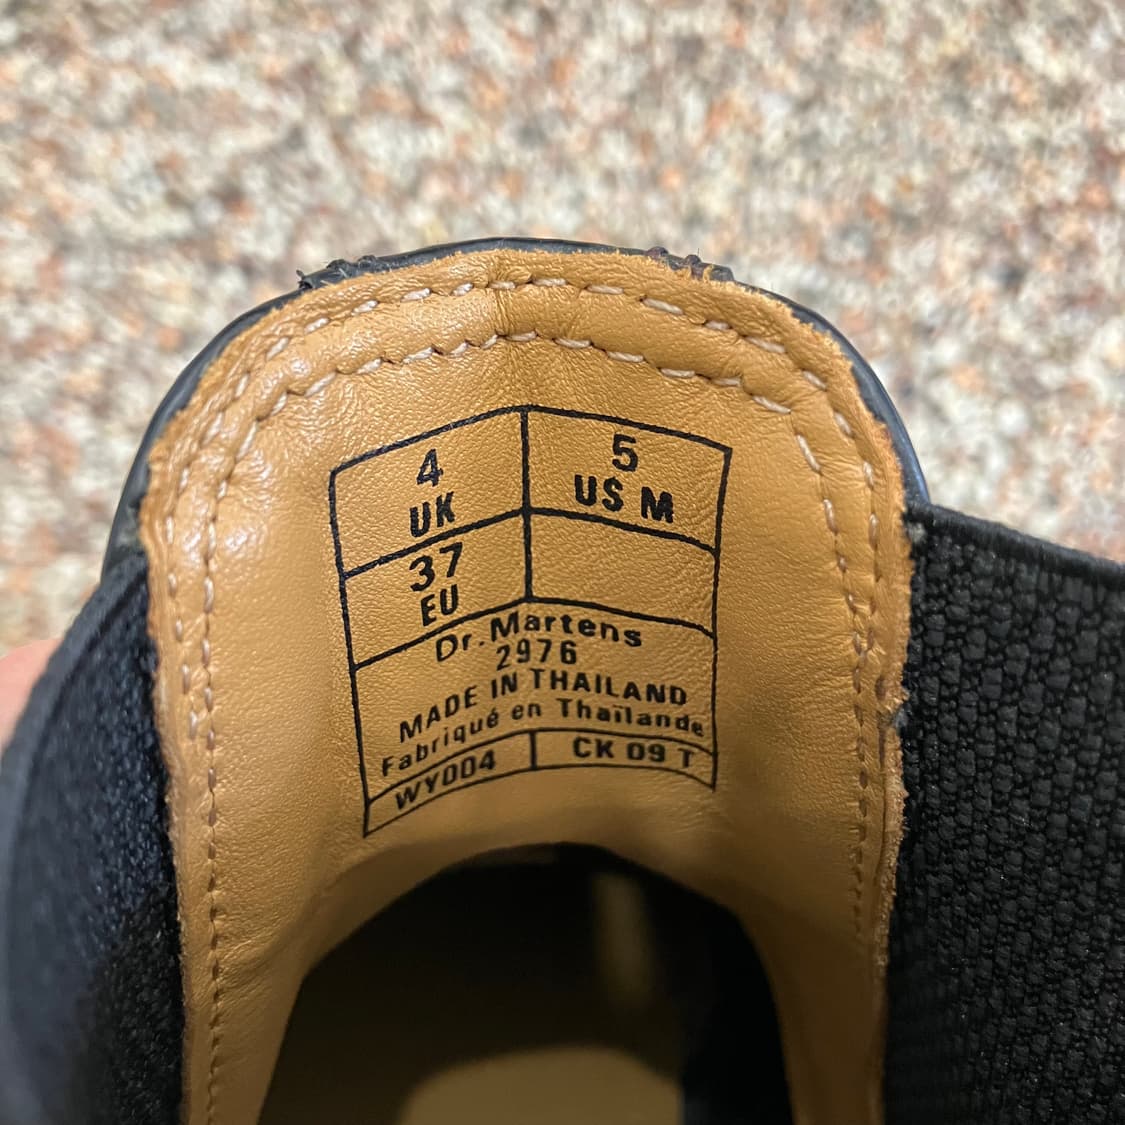 4
UK
5
US M
37
EU
Dr. Martens
2976
MADE IN THAILAND
Fabriqué en Thaïlande
WY004
CK 09 T